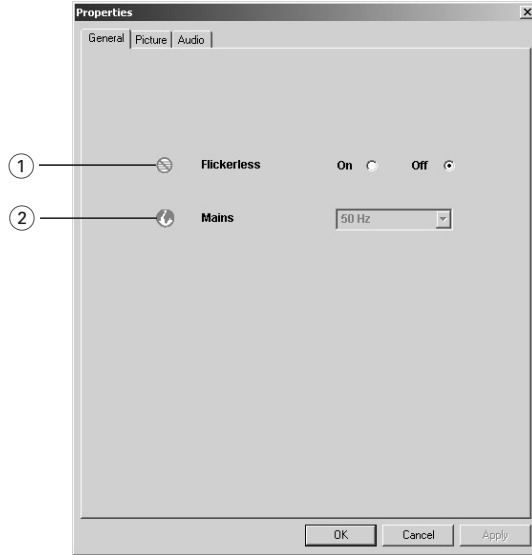 Properties
General Picture Audio
1 Flickerless On Off
2 Mains 50 Hz
OK Cancel Apply